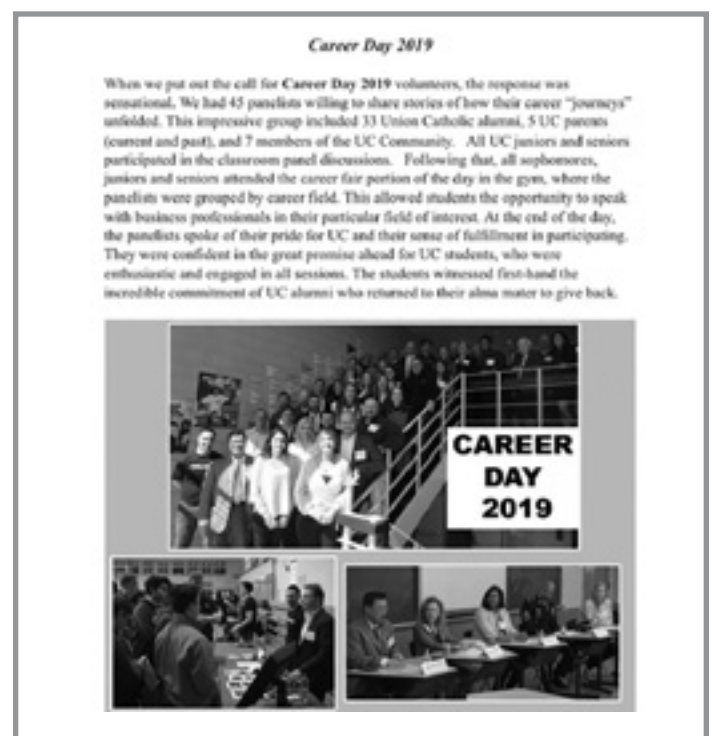 Career Day 2019
When we put out the call for Career Day 2019 volunteers, the response was
sensational. We had 45 panelists willing to share stories of how their career “journeys”
unfolded. This impressive group included 33 Union Catholic alumni, 5 UC parents
(current and past), and 7 members of the UC Community. All UC juniors and seniors
participated in the classroom panel discussions. Following that, all sophomores,
juniors and seniors attended the career fair portion of the day in the gym, where the
panelists were grouped by career field. This allowed students the opportunity to speak
with business professionals in their particular field of interest. At the end of the day,
the panelists spoke of their pride for UC and their sense of fulfillment in participating.
They were confident in the great promise ahead for UC students, who were
enthusiastic and engaged in all sessions. The students witnessed first-hand the
incredible commitment of UC alumni who returned to their alma mater to give back.
CAREER
DAY
2019